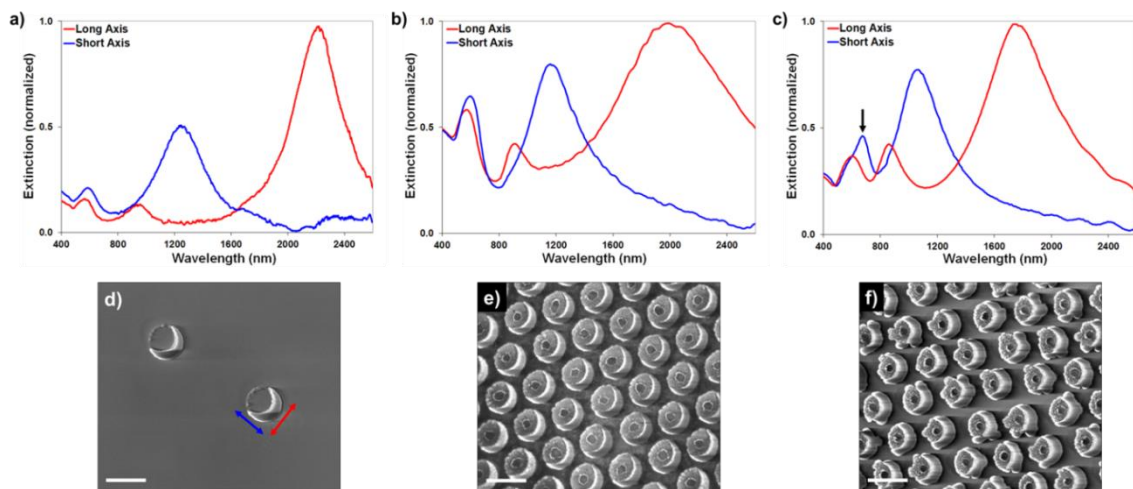 a)
1.0
0.5
0.0
Extinction (normalized)
Long Axis
Short Axis
400 800 1200 1600 2000 2400
Wavelength (nm)
b)
1.0
0.5
0.0
Extinction (normalized)
Long Axis
Short Axis
400 800 1200 1600 2000 2400
Wavelength (nm)
c)
1.0
0.5
0.0
Extinction (normalized)
Long Axis
Short Axis
400 800 1200 1600 2000 2400
Wavelength (nm)
d)
e)
f)